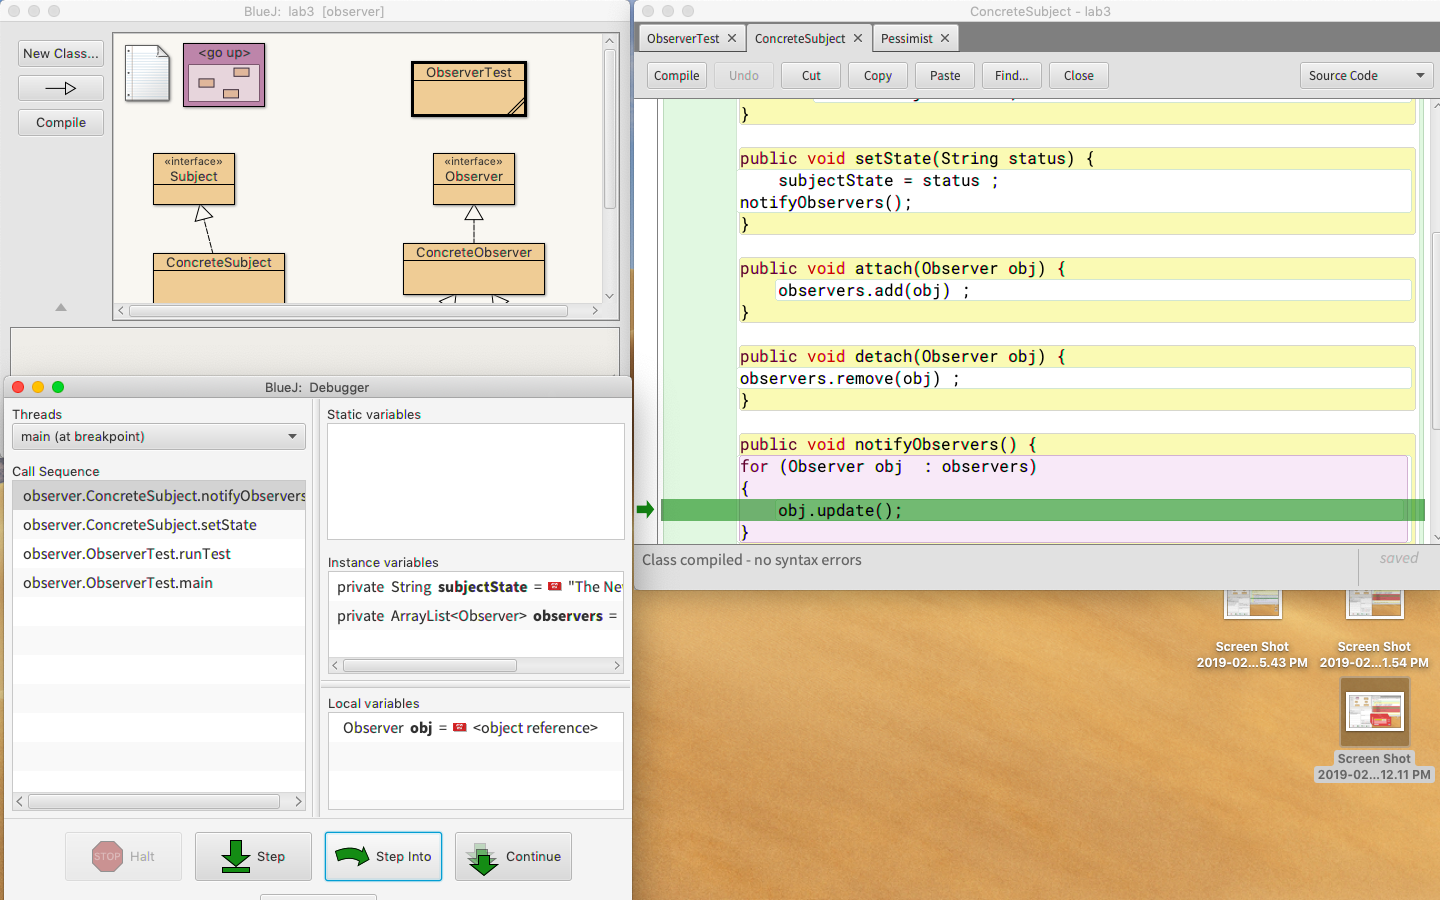 BlueJ: lab3 [observer]
New Class...
Compile
<go up>
ObserverTest
«interface»
Subject
«interface»
Observer
ConcreteSubject
ConcreteObserver
BlueJ: Debugger
Threads
main (at breakpoint)
Call Sequence
observer.ConcreteSubject.notifyObservers
observer.ConcreteSubject.setState
observer.ObserverTest.runTest
observer.ObserverTest.main
Static variables
Instance variables
private String subjectState = "The Ne
private ArrayList<Observer> observers =
Local variables
Observer obj = <object reference>
STOP Halt
Step
Step Into
Continue
ConcreteSubject - lab3
ObserverTest
ConcreteSubject
Pessimist
Compile
Undo
Cut
Copy
Paste
Find...
Close
Source Code
}
public void setState(String status) {
subjectState = status ;
notifyObservers();
}
public void attach(Observer obj) {
observers.add(obj) ;
}
public void detach(Observer obj) {
observers.remove(obj) ;
}
public void notifyObservers() {
for (Observer obj : observers)
{
obj.update();
}
Class compiled - no syntax errors
saved
Screen Shot
2019-02...5.43 PM
Screen Shot
2019-02...1.54 PM
Screen Shot
2019-02...12.11 PM